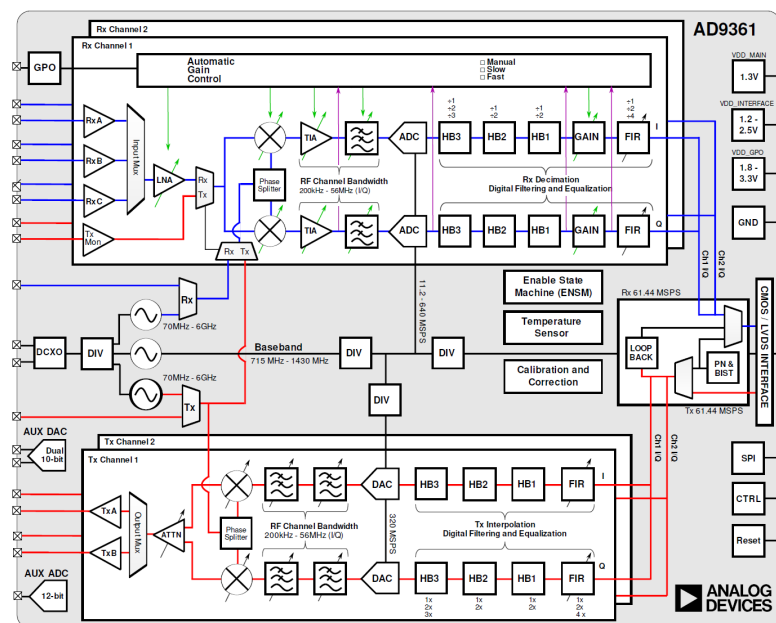 Rx Channel 2
Rx Channel 1
AD9361
GPO
Automatic
Gain
Control
Manual
Slow
Fast
VDD_MAIN
1.3V
VDD_INTERFACE
1.2 -
2.5V
VDD_GPO
1.8 -
3.3V
GND
RxA
RxB
RxC
Tx
Mon
Input Mux
LNA
Rx
Tx
Phase
Splitter
Rx Tx
TIA
ADC
÷1
÷2
÷3
HB3
÷1
÷2
HB2
÷1
÷2
HB1
GAIN
÷1
÷2
÷4
FIR
I
RF Channel Bandwidth
200kHz - 56MHz (I/Q)
Rx Decimation
Digital Filtering and Equalization
TIA
ADC
HB3
HB2
HB1
GAIN
FIR
Q
Ch1 I/Q
Ch2 I/Q
11.2 - 640 MSPS
Rx
70MHz - 6GHz
DCXO
DIV
Baseband
715 MHz - 1430 MHz
DIV
DIV
DIV
70MHz - 6GHz
Tx
Enable State
Machine (ENSM)
Temperature
Sensor
Calibration and
Correction
Rx 61.44 MSPS
LOOP
BACK
PN &
BIST
Tx 61.44 MSPS
CMOS / LVDS INTERFACE
Ch1 I/Q
Ch2 I/Q
AUX DAC
Dual
10-bit
Tx Channel 2
Tx Channel 1
TxA
TxB
Output Mux
ATTN
Phase
Splitter
RF Channel Bandwidth
200kHz - 56MHz (I/Q)
DAC
HB3
HB2
HB1
FIR
I
320 MSPS
Tx Interpolation
Digital Filtering and Equalization
DAC
HB3
HB2
HB1
FIR
Q
1x
2x
3x
1x
2x
1x
2x
1x
2x
4x
AUX ADC
12-bit
SPI
CTRL
Reset
ANALOG
DEVICES